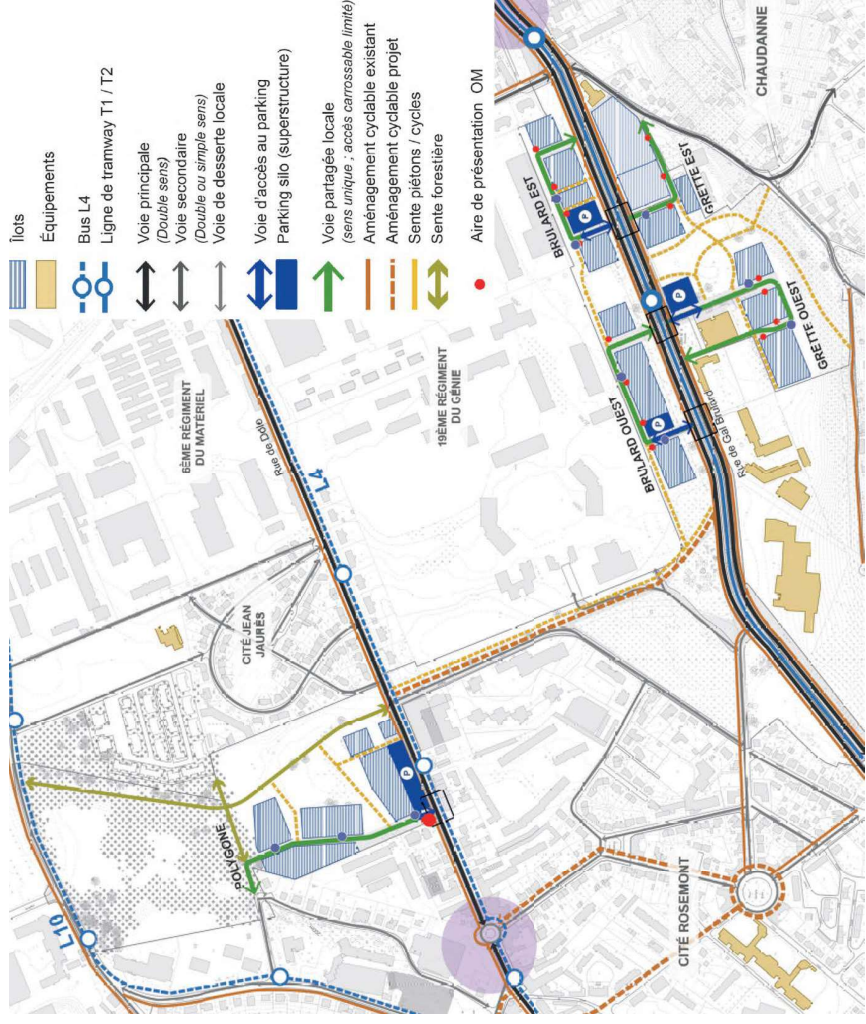 Îlots
Équipements
Bus L4
Ligne de tramway T1 / T2
Voie principale
(Double sens)
Voie secondaire
(Double ou simple sens)
Voie de desserte locale
Voie d'accès au parking
Parking silo (superstructure)
Voie partagée locale
(sens unique ; accès carrossable limité)
Aménagement cyclable existant
Aménagement cyclable projet
Sente piétons / cycles
Sente forestière
Aire de présentation OM
6ÈME RÉGIMENT
DU MATÉRIEL
Rue de Dole
L4
19ÈME RÉGIMENT
DU GÉNIE
CITÉ JEAN
JAURÈS
L10
POLYGONE
P
CITÉ ROSEMONT
BRULARD OUEST
P
Rue de Gal Brulard
BRULARD EST
P
GRETTE EST
P
GRETTE OUEST
CHAUDANNE